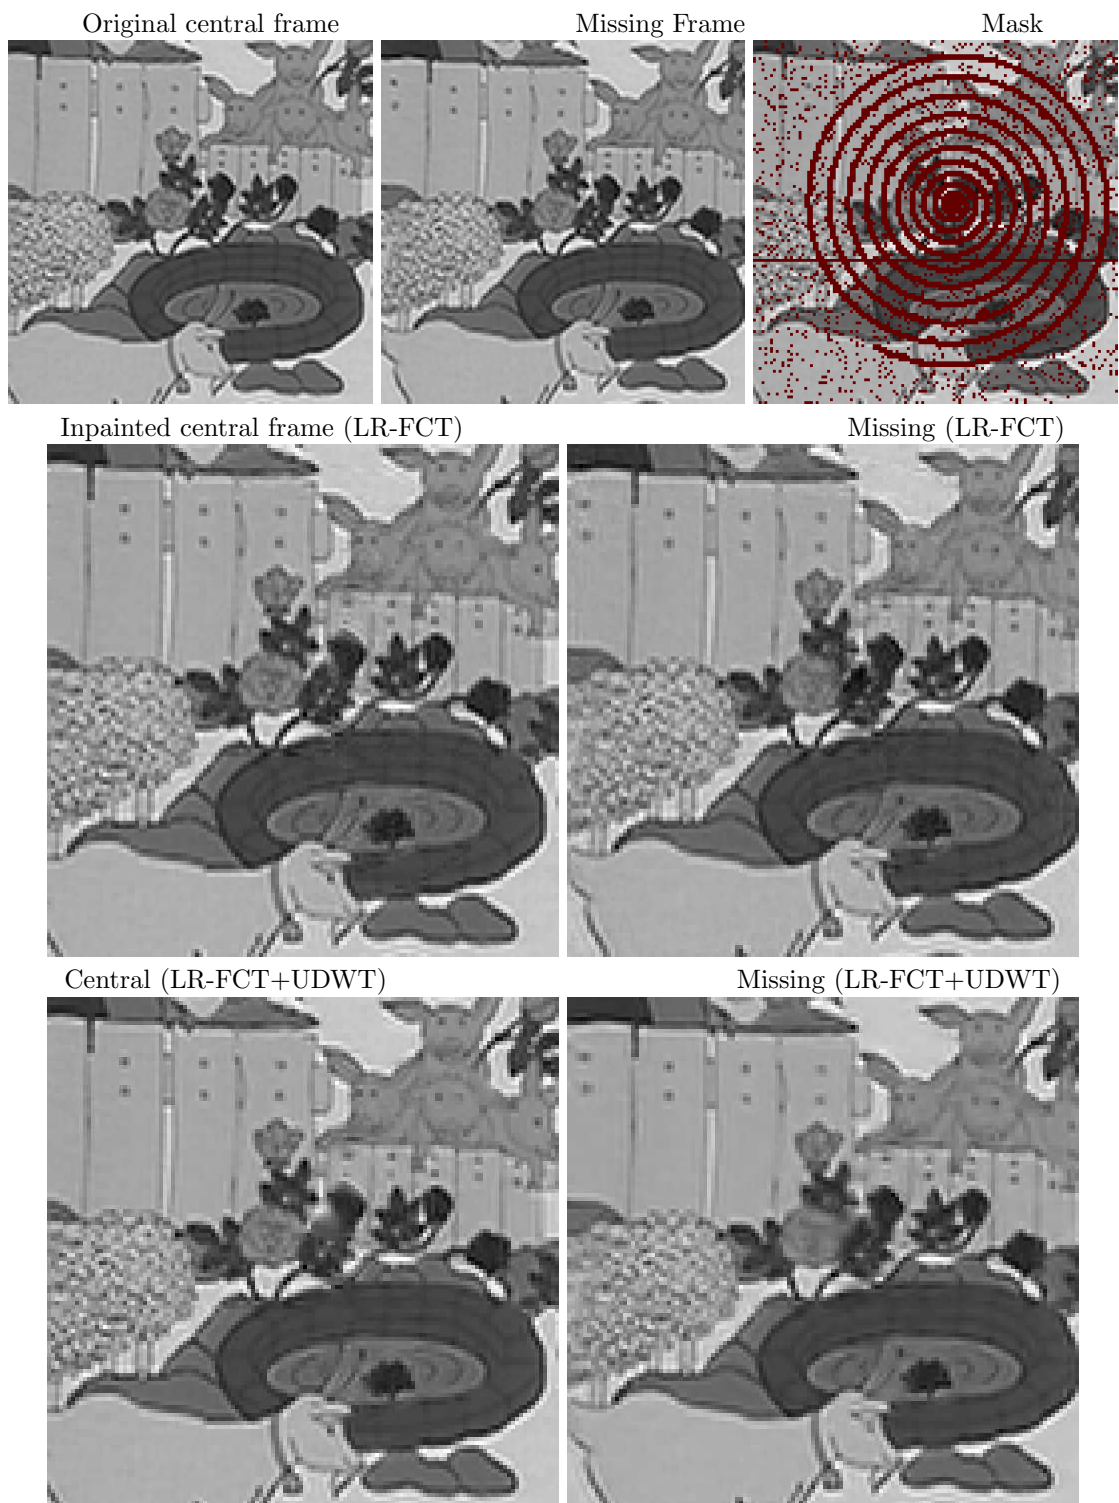 Original central frame
Missing Frame
Mask
Inpainted central frame (LR-FCT)
Missing (LR-FCT)
Central (LR-FCT+UDWT)
Missing (LR-FCT+UDWT)